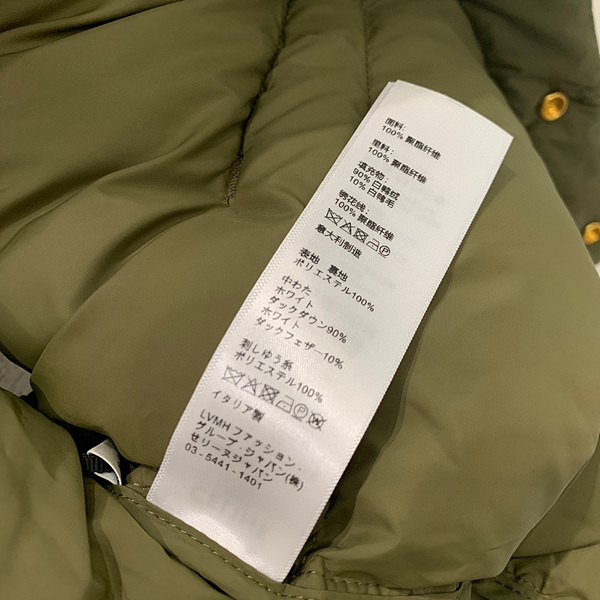 面料:
100% 聚酯纤维
里料:
100% 聚酯纤维
填充物:
90% 白鸭绒
10% 白鸭毛
绣花线:
100% 聚酯纤维
意大利制造
表地 裏地
ポリエステル100%
中わた
ホワイト
ダックダウン90%
ホワイト
ダックフェザー10%
刺しゅう糸
ポリエステル100%
イタリア製
LVMH ファッション・
グループ・ジャパン(株)
セリーヌジャパン
03-5441-1401